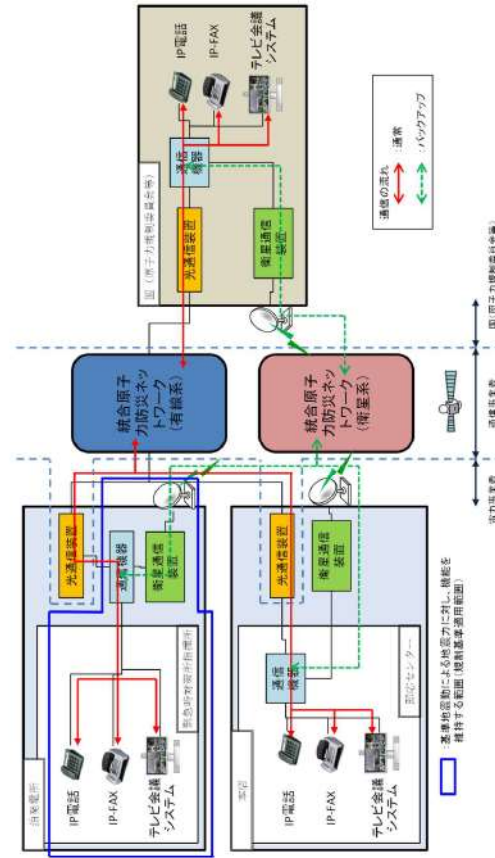 泊発電所
緊急時対策所指揮所
IP電話
IP-FAX
テレビ会議
システム
光通信装置
通信機器
衛星通信
装置
本店
即応センター
IP電話
IP-FAX
テレビ会議
システム
通信
機器
光通信装置
衛星通信
装置
統合原子
力防災ネッ
トワーク
(有線系)
統合原子
力防災ネッ
トワーク
(衛星系)
国(原子力規制委員会等)
光通信装置
通信
機器
衛星通信
装置
IP電話
IP-FAX
テレビ会議
システム
電力事業者
通信事業者
国(原子力規制委員会等)
通信の流れ
:通常
:バックアップ
:基準地震動による地震力に対し、機能を
維持する範囲(規制基準適用範囲)